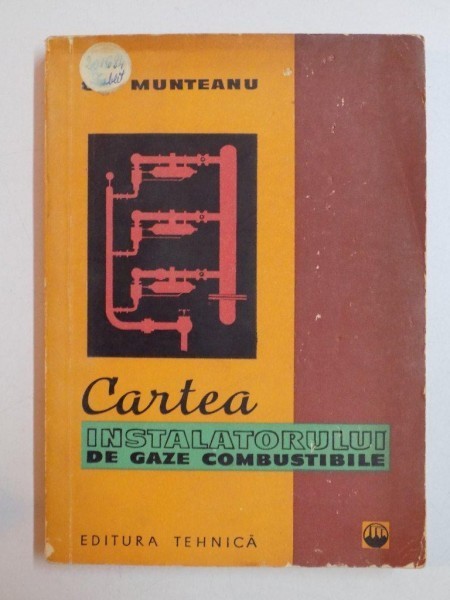 MUNTEANU
Cartea
INSTALATORULUI
DE GAZE COMBUSTIBILE
EDITURA TEHNICĂ